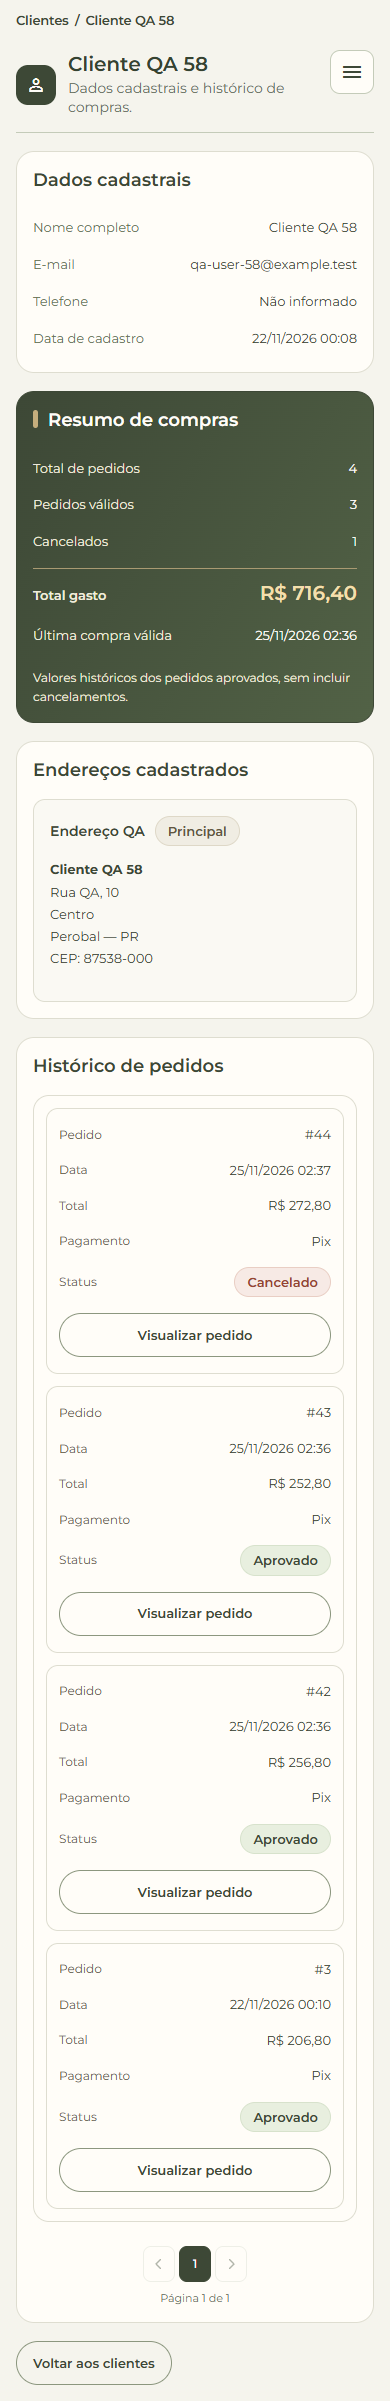 Clientes / Cliente QA 58
Cliente QA 58
Dados cadastrais e histórico de
compras.
Dados cadastrais
Nome completo Cliente QA 58
E-mail qa-user-58@example.test
Telefone Não informado
Data de cadastro 22/11/2026 00:08
Resumo de compras
Total de pedidos 4
Pedidos válidos 3
Cancelados 1
Total gasto R$ 716,40
Última compra válida 25/11/2026 02:36
Valores históricos dos pedidos aprovados, sem incluir
cancelamentos.
Endereços cadastrados
Endereço QA Principal
Cliente QA 58
Rua QA, 10
Centro
Perobal — PR
CEP: 87538-000
Histórico de pedidos
Pedido #44
Data 25/11/2026 02:37
Total R$ 272,80
Pagamento Pix
Status Cancelado
Visualizar pedido
Pedido #43
Data 25/11/2026 02:36
Total R$ 252,80
Pagamento Pix
Status Aprovado
Visualizar pedido
Pedido #42
Data 25/11/2026 02:36
Total R$ 256,80
Pagamento Pix
Status Aprovado
Visualizar pedido
Pedido #3
Data 22/11/2026 00:10
Total R$ 206,80
Pagamento Pix
Status Aprovado
Visualizar pedido
1
Página 1 de 1
Voltar aos clientes